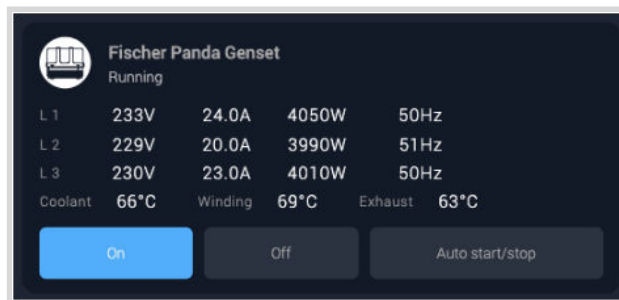 Fischer Panda Genset
Running
L 1 233V 24.0A 4050W 50Hz
L 2 229V 20.0A 3990W 51Hz
L 3 230V 23.0A 4010W 50Hz
Coolant 66°C Winding 69°C Exhaust 63°C
On Off Auto start/stop